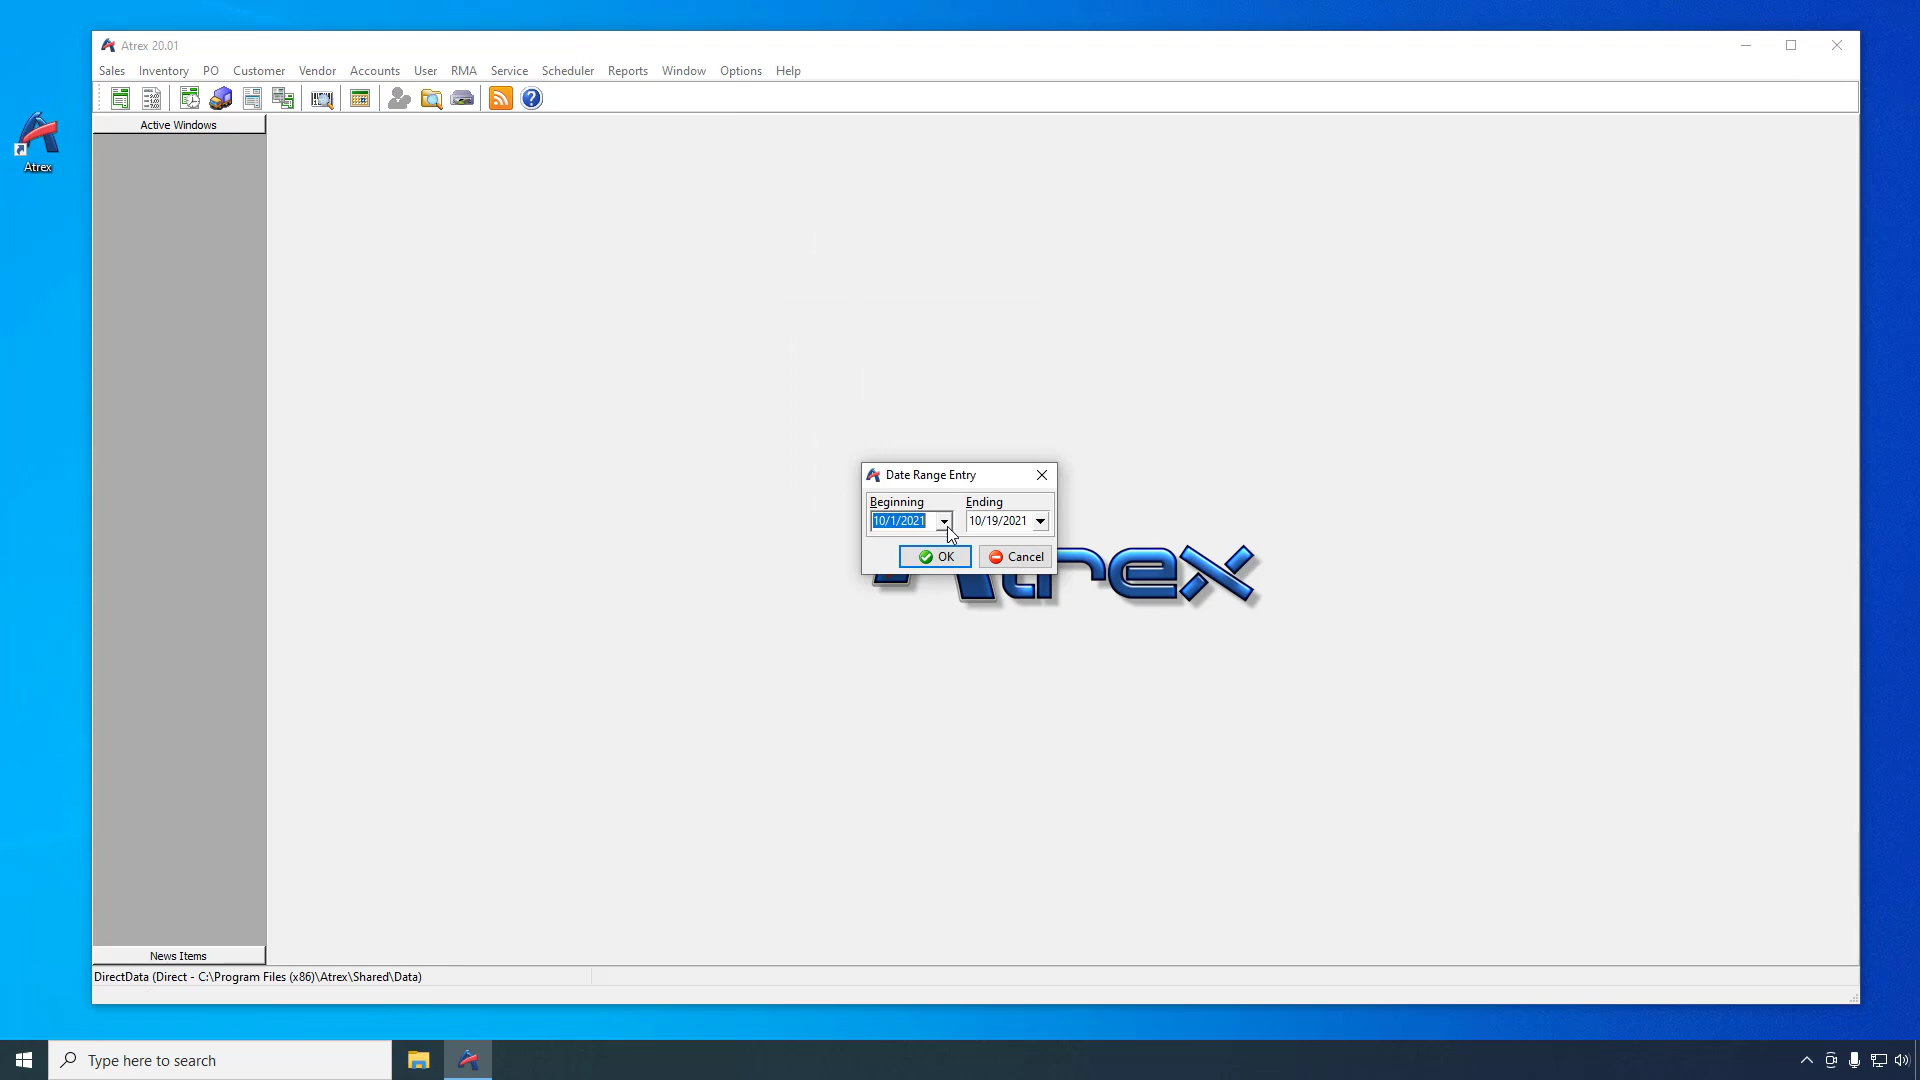 Atrex 20.01
Sales Inventory PO Customer Vendor Accounts User RMA Service Scheduler Reports Window Options Help
Active Windows
Atrex
Date Range Entry
Beginning Ending
10/1/2021 10/19/2021
OK Cancel
Atrex
News Items
DirectData (Direct - C:\Program Files (x86)\Atrex\Shared\Data)
Type here to search